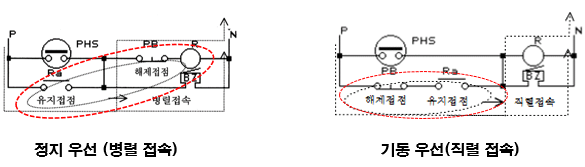 P PHS PB R N
Ra 해제접점 BZ
유지접점 병렬접속
정지 우선 (병렬 접속)
P PHS R N
PB Ra BZ
해제접점 유지접점 직렬접속
기동 우선(직렬 접속)